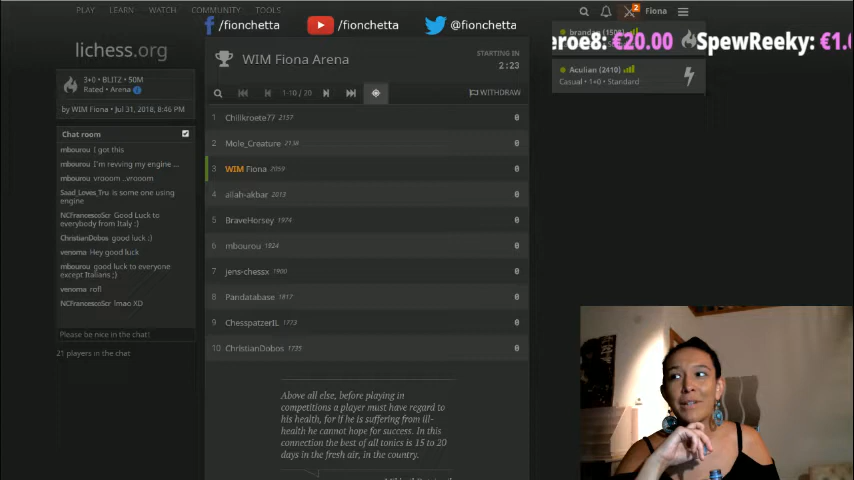 PLAY LEARN WATCH COMMUNITY TOOLS
2
Fiona
/fionchetta /fionchetta @fionchetta
lichess.org
3+0 • BLITZ • 50M
Rated • Arena
by WIM Fiona • Jul 31, 2018, 8:46 PM
Chat room
mbourou I got this
mbourou I'm revving my engine ...
mbourou vrooom ..vrooom
Saad_Loves_Tru is some one using
engine
NCFrancescoScr Good Luck to
everybody from Italy :)
ChristianDobos good luck :)
venoma Hey good luck
mbourou good luck to everyone
except Italians ;)
venoma rofl
NCFrancescoScr lmao XD
Please be nice in the chat!
21 players in the chat
WIM Fiona Arena
STARTING IN
2:23
1-10 / 20
WITHDRAW
1 Chillkroete77 2157 0
2 Mole_Creature 0
3 WIM Fiona 2059 0
4 allah-akbar 2013 0
5 BraveHorsey 1974 0
6 mbourou 1924 0
7 jens-chessx 0
8 Pandatabase 1817 0
9 ChesspatzerIL 1773 0
10 ChristianDobos 1735 0
Above all else, before playing in
competitions a player must have regard to
his health, for if he is suffering from ill-
health he cannot hope for success. In this
connection the best of all tonics is 15 to 20
days in the fresh air, in the country.
eroe8: €20.00 SpewReeky: €1.
Aculian (2410)
Casual • 1+0 • Standard